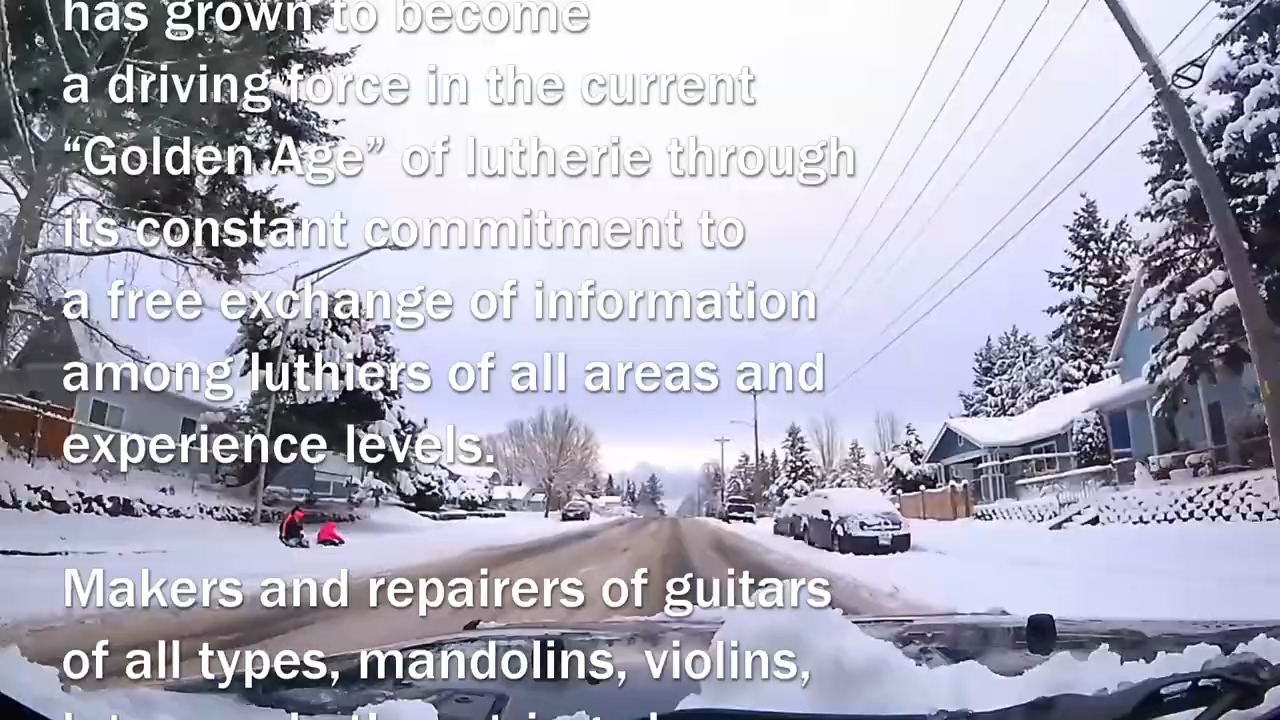 has grown to become
a driving force in the current
“Golden Age” of lutherie through
its constant commitment to
a free exchange of information
among luthiers of all areas and
experience levels.
Makers and repairers of guitars
of all types, mandolins, violins,